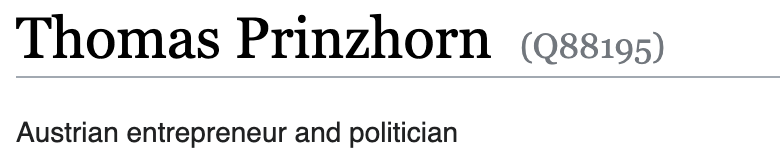 Thomas Prinzhorn (Q88195)
Austrian entrepreneur and politician